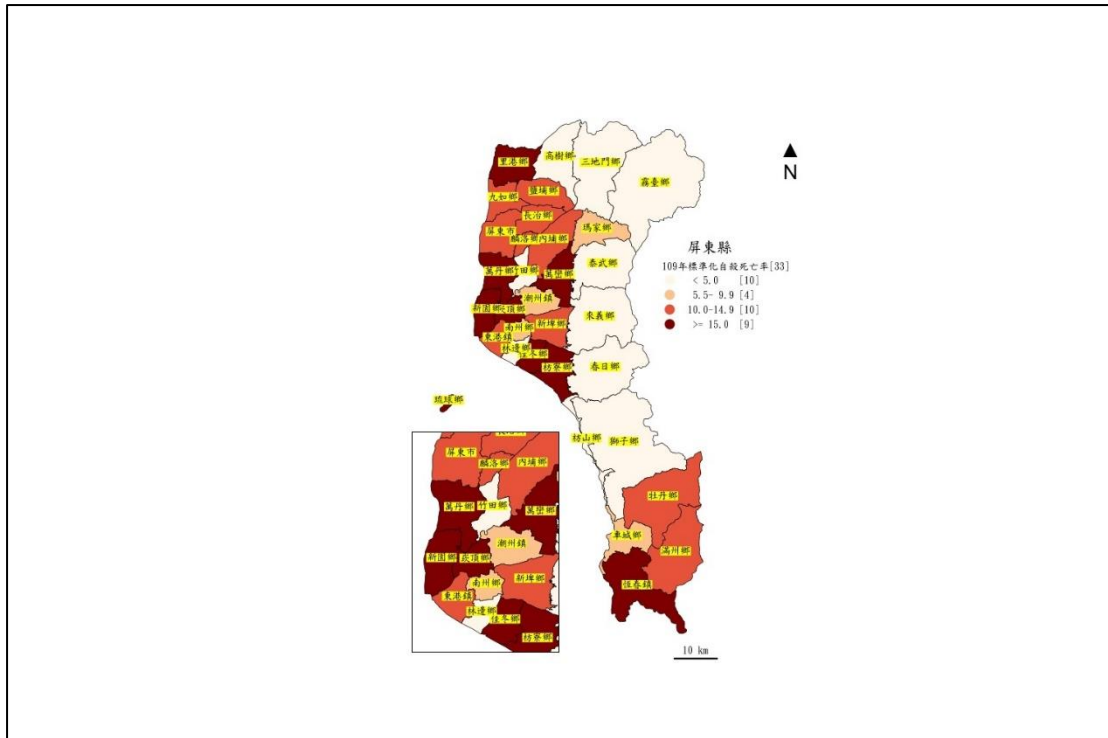 高樹鄉
三地門鄉
里港鄉
霧臺鄉
▲
N
鹽埔鄉
九如鄉
長治鄉
瑪家鄉
屏東市
麟洛鄉
內埔鄉
泰武鄉
萬丹鄉
田鄉
萬巒鄉
潮州鎮
來義鄉
新園鄉
頂鄉
南州鄉
新埤鄉
東港鎮
林邊鄉
佳冬鄉
枋寮鄉
春日鄉
琉球鄉
枋山鄉
獅子鄉
牡丹鄉
車城鄉
滿州鄉
恆春鎮
屏東縣
109年標準化自殺死亡率[33]
< 5.0 [10]
5.5- 9.9 [4]
10.0-14.9 [10]
>= 15.0 [9]
屏東市
麟洛鄉
內埔鄉
萬丹鄉
竹田鄉
萬巒鄉
潮州鎮
新園鄉
崁頂鄉
南州鄉
新埤鄉
東港鎮
林邊鄉
佳冬鄉
枋寮鄉
10 km